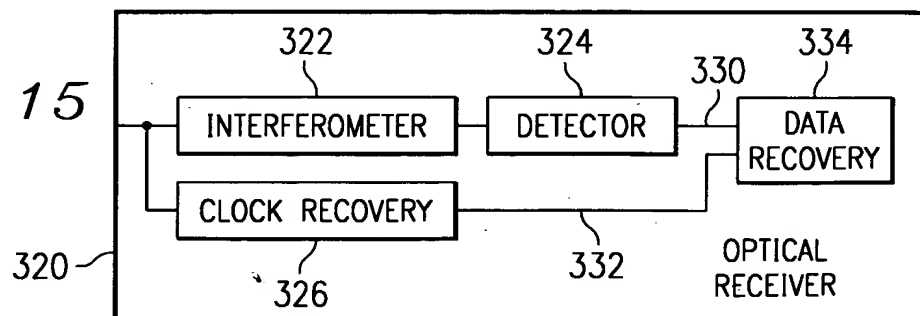 322
324
334
330
15
INTERFEROMETER
DETECTOR
DATA
RECOVERY
CLOCK RECOVERY
320
326
332
OPTICAL
RECEIVER